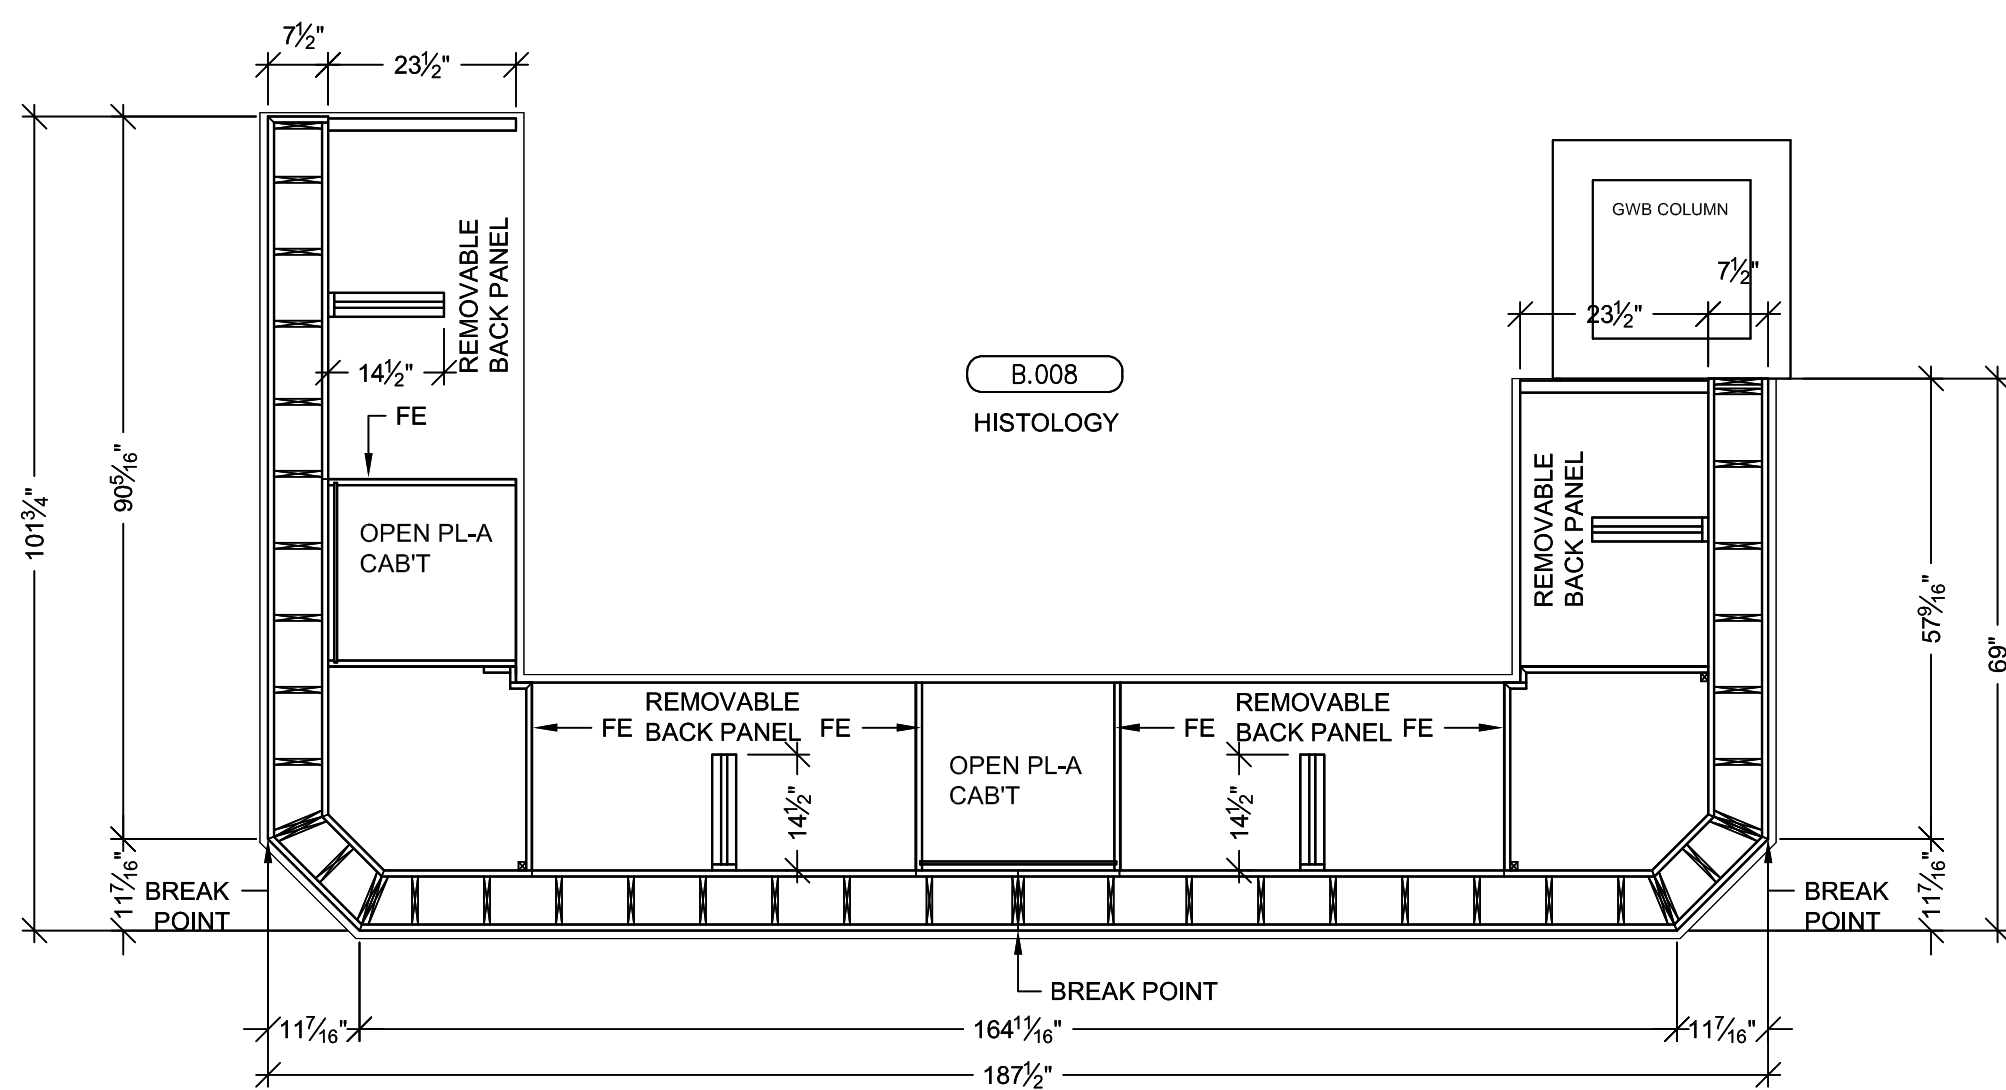 7½"
23½"
GWB COLUMN
7½"
23½"
REMOVABLE
BACK PANEL
14½"
B.008
HISTOLOGY
FE
101¾"
90⁵⁄₁₆"
OPEN PL-A
CAB'T
REMOVABLE
BACK PANEL
57⁹⁄₁₆"
69"
REMOVABLE
BACK PANEL
FE
FE
REMOVABLE
BACK PANEL
FE
FE
OPEN PL-A
CAB'T
14½"
14½"
11⁷⁄₁₆"
BREAK
POINT
11⁷⁄₁₆"
BREAK
POINT
BREAK POINT
11⁷⁄₁₆"
164¹¹⁄₁₆"
11⁷⁄₁₆"
187½"